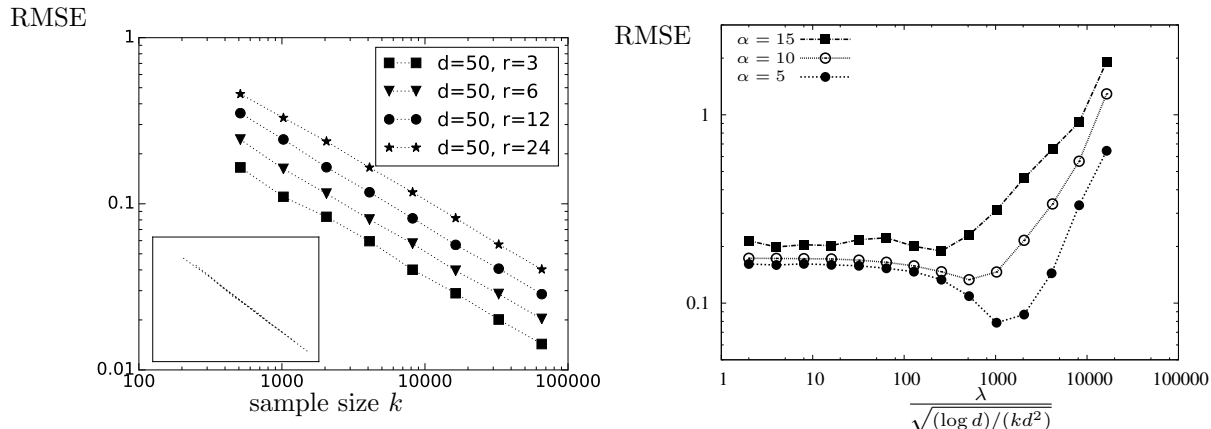 RMSE
1
0.1
0.01
100
1000
10000
100000
sample size k
d=50, r=3
d=50, r=6
d=50, r=12
d=50, r=24
RMSE
α = 15
α = 10
α = 5
1
0.1
1
10
100
1000
10000
100000
λ
√(log d)/(kd²)